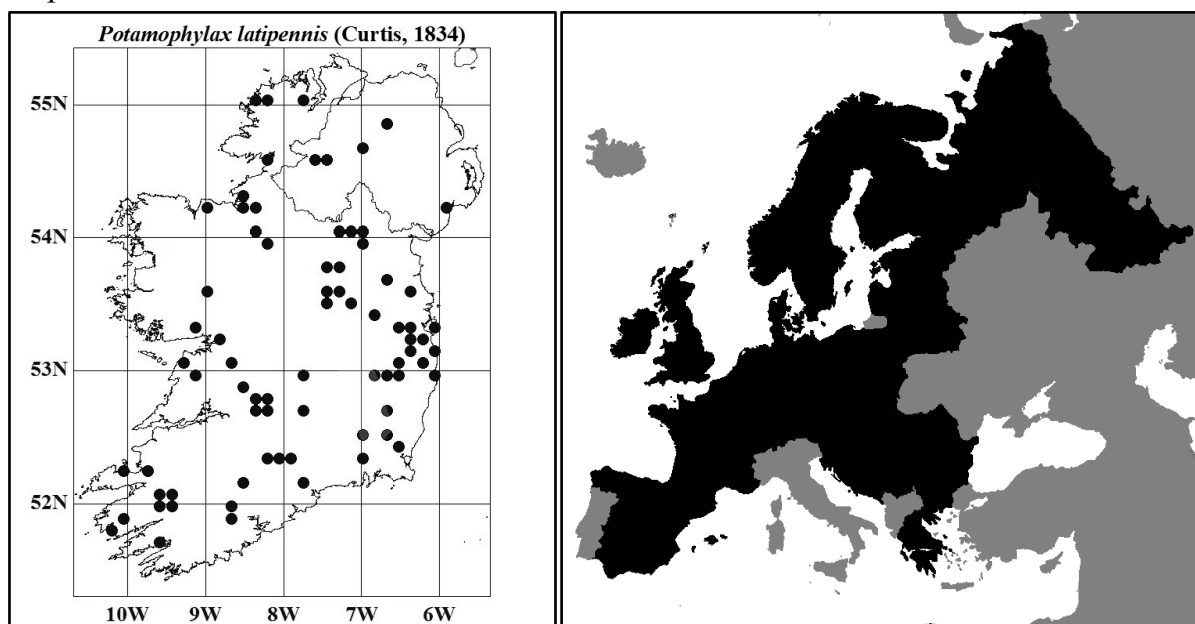 Potamophylax latipennis (Curtis, 1834)
55N
54N
53N
52N
10W 9W 8W 7W 6W